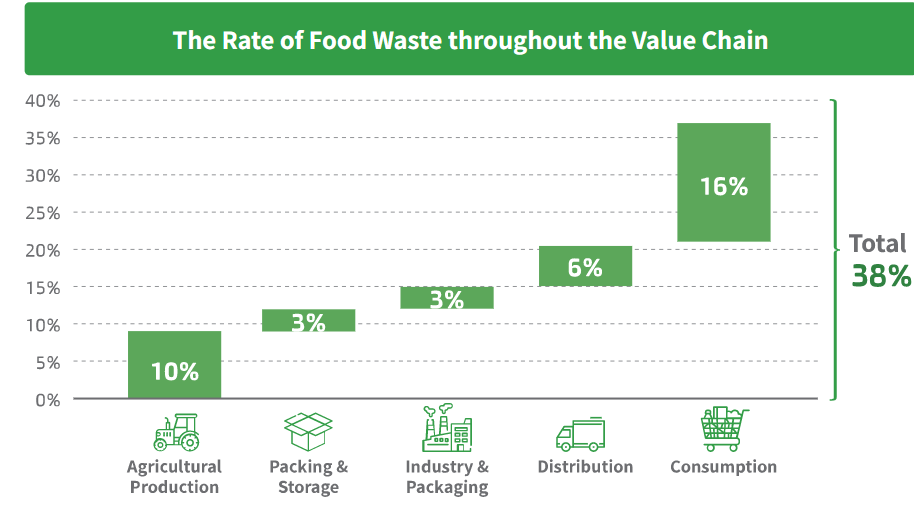 The Rate of Food Waste throughout the Value Chain
40%
35%
30%
25%
20%
15%
10%
5%
0%
10%
3%
3%
6%
16%
Total
38%
Agricultural
Production
Packing &
Storage
Industry &
Packaging
Distribution
Consumption